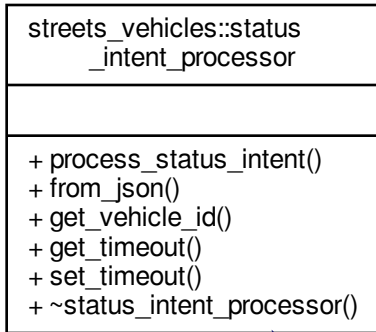 streets_vehicles::status
_intent_processor
+ process_status_intent()
+ from_json()
+ get_vehicle_id()
+ get_timeout()
+ set_timeout()
+ ~status_intent_processor()